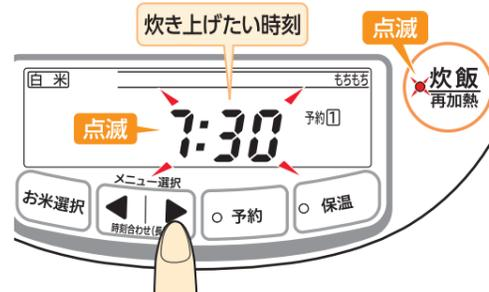 炊き上げたい時刻
点滅
炊飯
再加熱
白米
もちもち
点滅
7:30
予約1
メニュー選択
お米選択
時刻合わせ(長
予約
保温